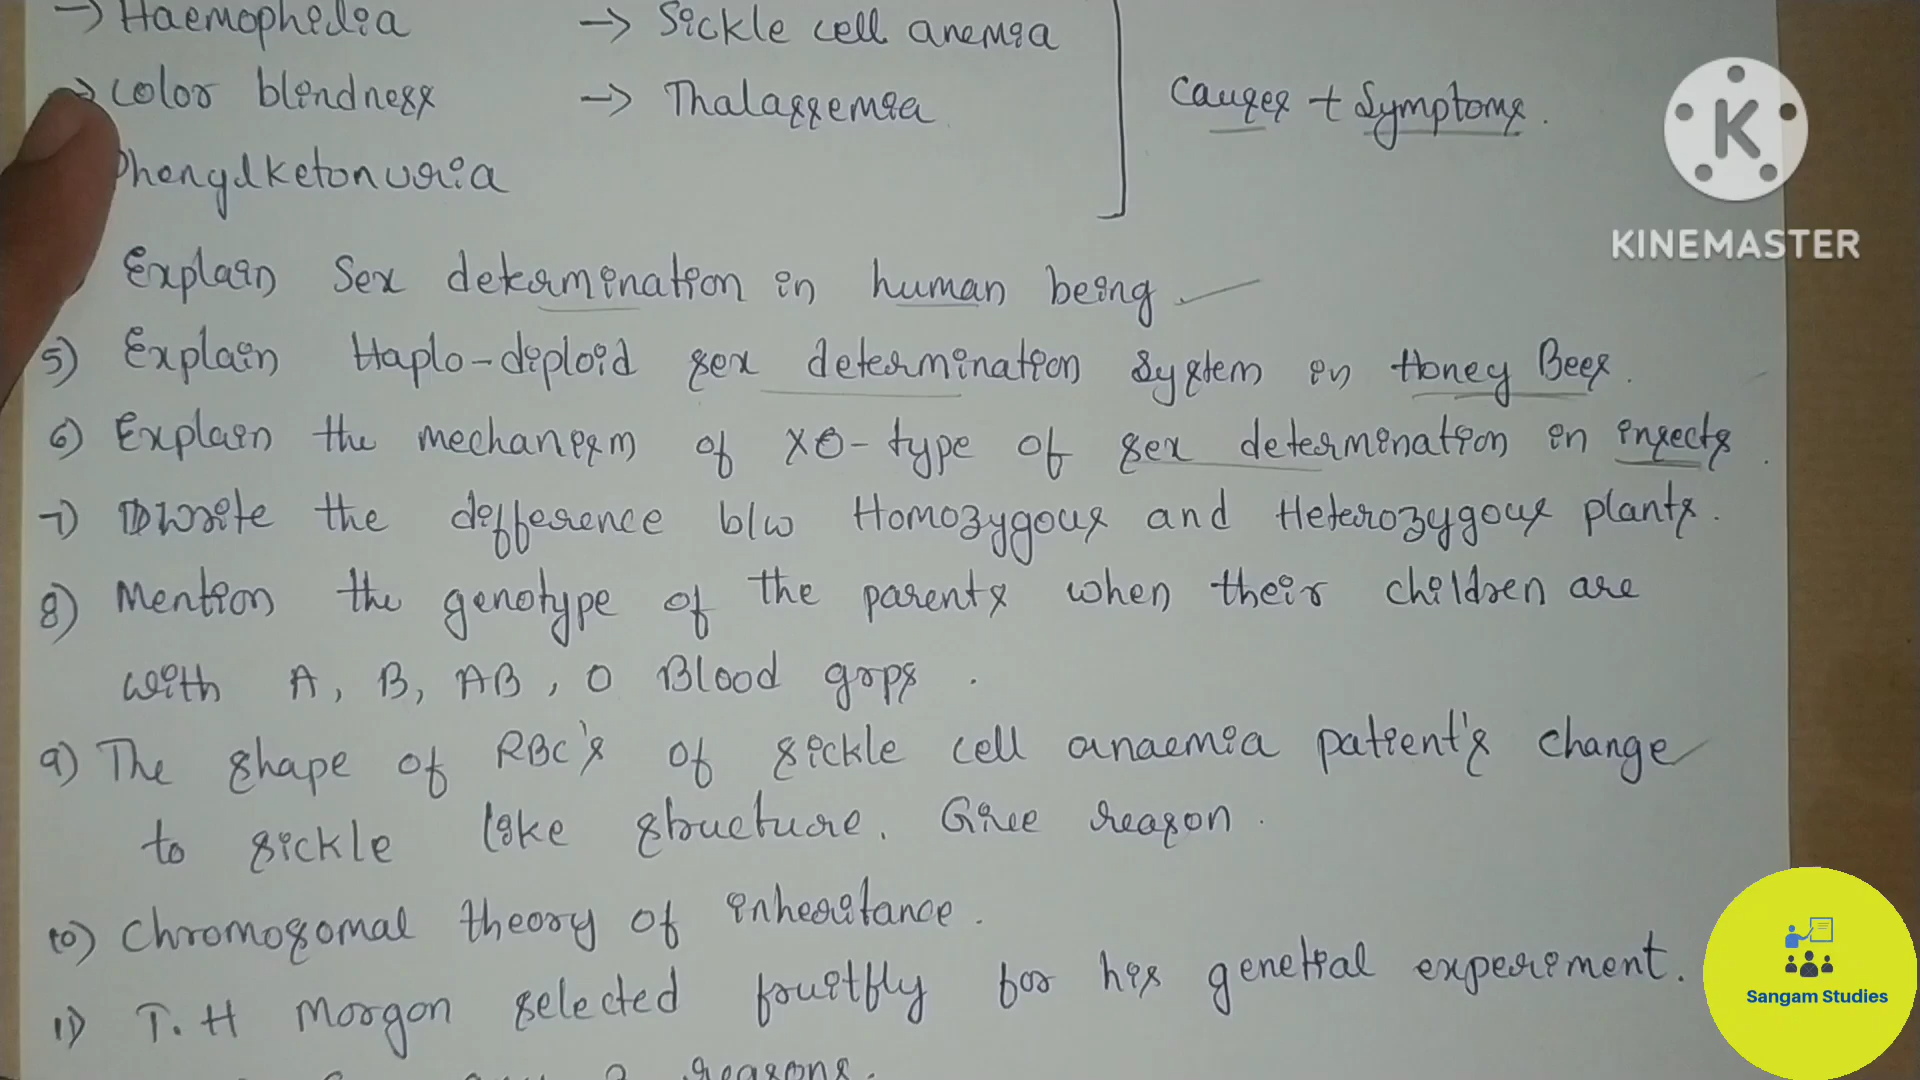 → Haemophilia → Sickle cell anemia
→ Color blindness → Thalassemia
Causes + Symptoms.
Phenylketonuria
KINEMASTER
Explain Sex determination in human being
5) Explain Haplo-diploid sex determination system in Honey Bees.
6) Explain the mechanism of XO-type of sex determination in insects.
7) Write the difference b/w Homozygous and Heterozygous plants.
8) Mention the genotype of the parents when their children are
with A, B, AB, O Blood grps.
9) The shape of RBC's of sickle cell anaemia patient's change
to sickle like structure. Give reason.
10) Chromosomal theory of inheritance.
11) T.H Morgan selected fruitfly for his genetial experiment.
reasons.
Sangam Studies